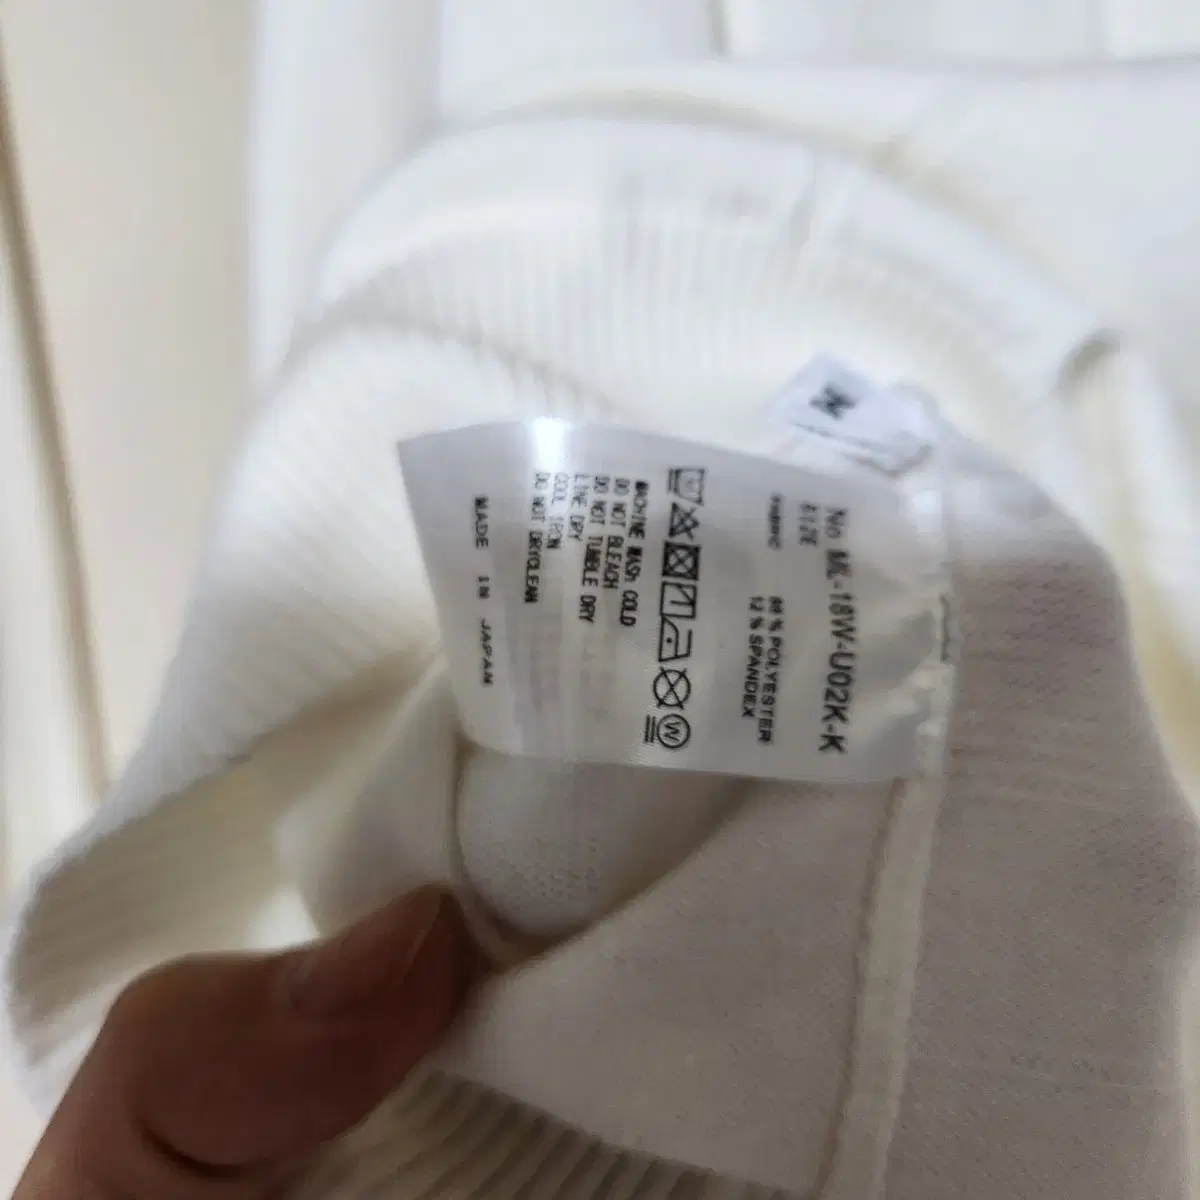 M
No ML-18W-U02K-K
SIZE
FABRIC
88 % POLYESTER
12 % SPANDEX
W
MACHINE WASH COLD
DO NOT BLEACH
DO NOT TUMBLE DRY
LINE DRY
COOL IRON
DO NOT DRYCLEAN
MADE IN JAPAN